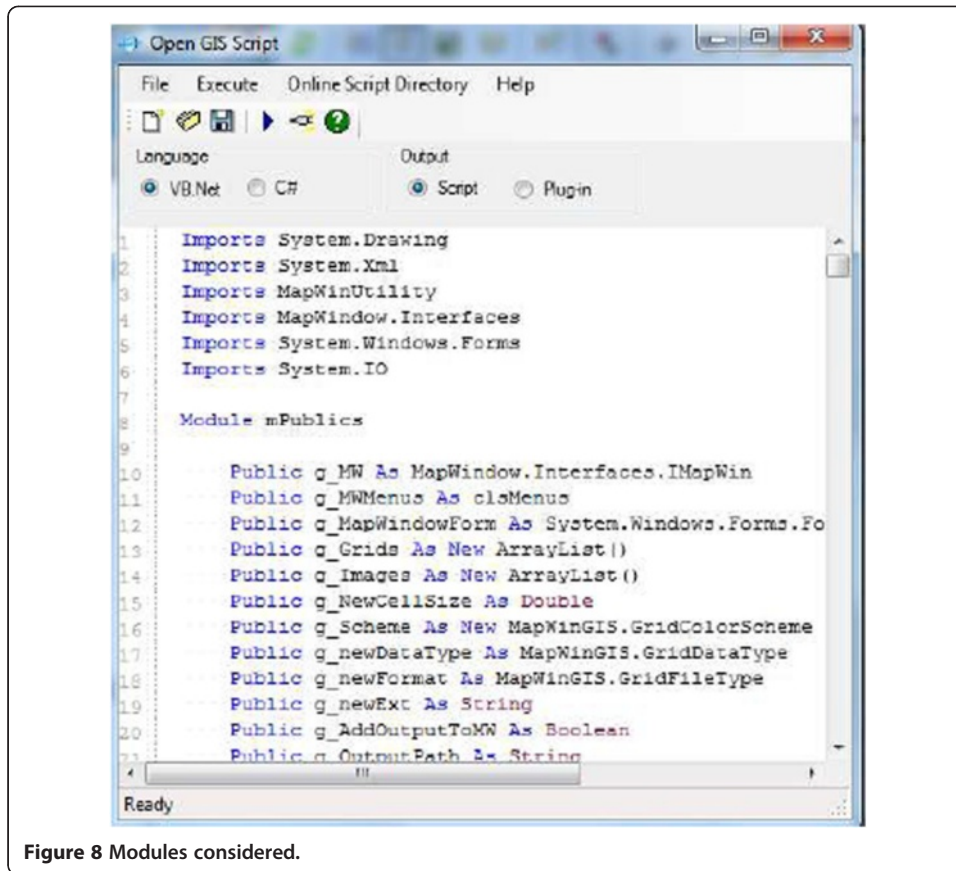 Open GIS Script
File Execute Online Script Directory Help
Language Output
VB.Net C# Script Plug-in
1 Imports System.Drawing
2 Imports System.Xml
3 Imports MapWinUtility
4 Imports MapWindow.Interfaces
5 Imports System.Windows.Forms
6 Imports System.IO
7
8 Module mPublics
9
10 Public g_MW As MapWindow.Interfaces.IMapWin
11 Public g_MWMenus As clsMenus
12 Public g_MapWindowForm As System.Windows.Forms.Fo
13 Public g_Grids As New ArrayList()
14 Public g_Images As New ArrayList()
15 Public g_NewCellSize As Double
16 Public g_Scheme As New MapWinGIS.GridColorScheme
17 Public g_newDataType As MapWinGIS.GridDataType
18 Public g_newFormat As MapWinGIS.GridFileType
19 Public g_newExt As String
20 Public g_AddOutputToMW As Boolean
21 Public g_OutputPath As String
Ready
Figure 8 Modules considered.